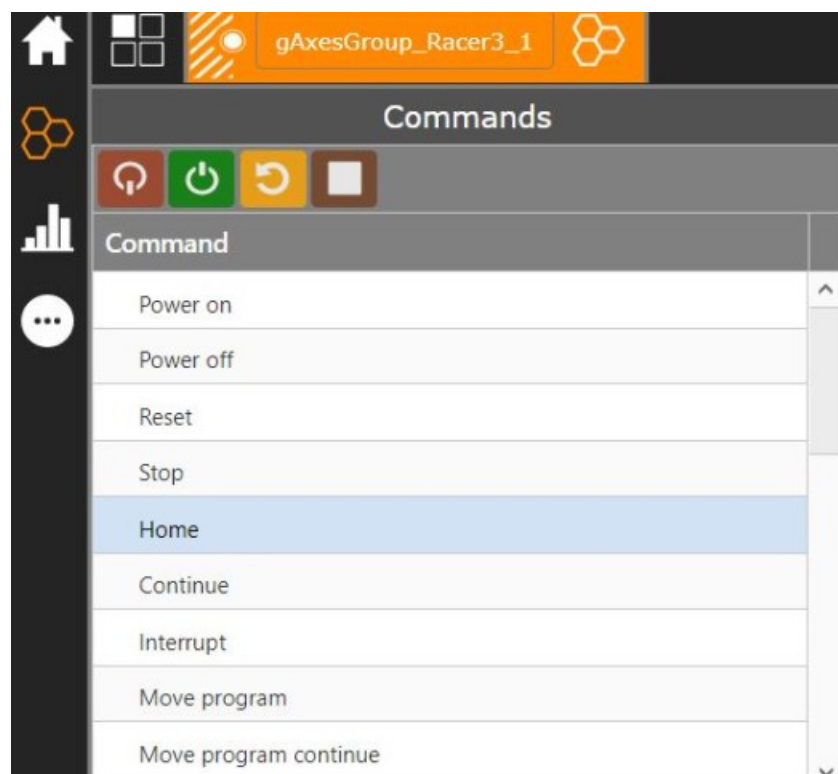 gAxesGroup_Racer3_1
Commands
Command
Power on
Power off
Reset
Stop
Home
Continue
Interrupt
Move program
Move program continue